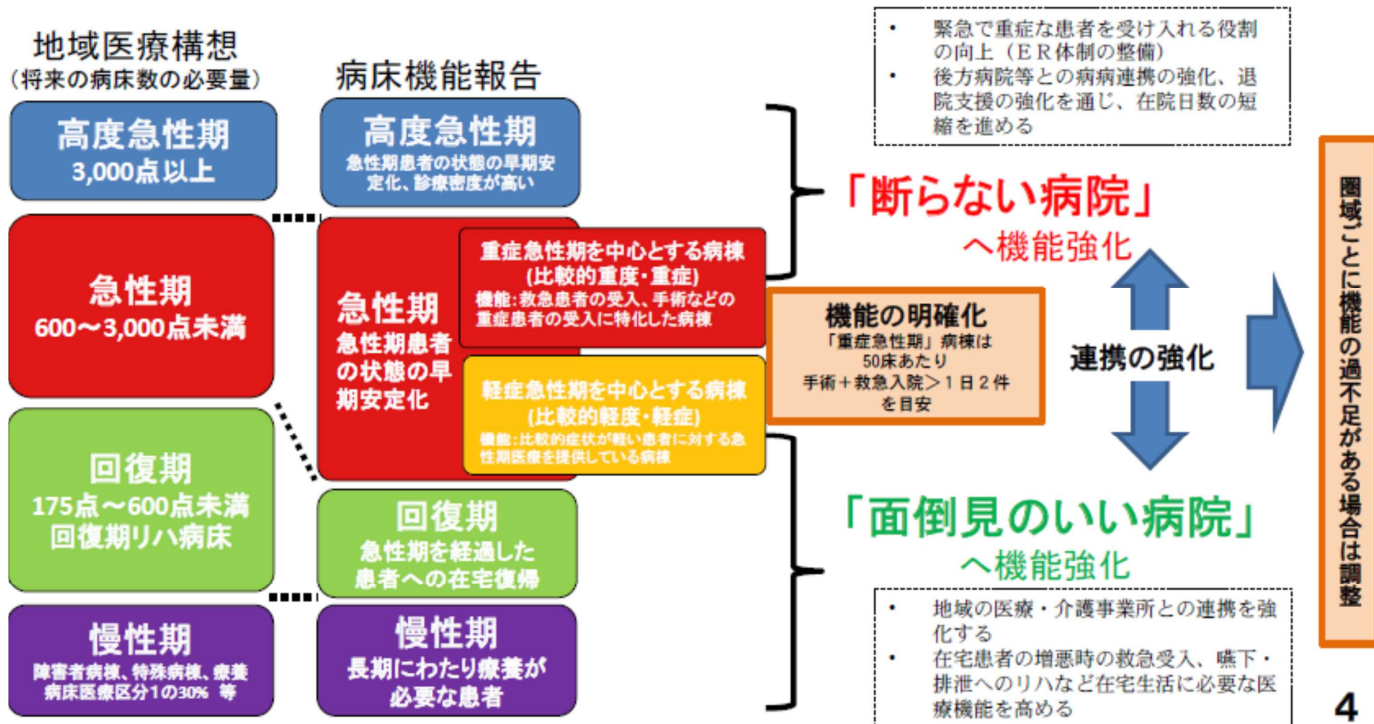 地域医療構想
（将来の病床数の必要量）
高度急性期
3,000点以上
急性期
600～3,000点未満
回復期
175点～600点未満
回復期リハ病床
慢性期
障害者病棟、特殊病棟、療養
病床医療区分1の30% 等
病床機能報告
高度急性期
急性期患者の状態の早期安
定化、診療密度が高い
急性期
急性期患者
の状態の早
期安定化
重症急性期を中心とする病棟
(比較的重度・重症)
機能：救急患者の受入、手術などの
重症患者の受入に特化した病棟
軽症急性期を中心とする病棟
(比較的軽度・軽症)
機能：比較的症状が軽い患者に対する急
性期医療を提供している病棟
回復期
急性期を経過した
患者への在宅復帰
慢性期
長期にわたり療養が
必要な患者
• 緊急で重症な患者を受け入れる役割
の向上（ＥＲ体制の整備）
• 後方病院等との病病連携の強化、退
院支援の強化を通じ、在院日数の短
縮を進める
「断らない病院」
へ機能強化
機能の明確化
「重症急性期」病棟は
50床あたり
手術＋救急入院＞１日２件
を目安
連携の強化
「面倒見のいい病院」
へ機能強化
• 地域の医療・介護事業所との連携を強
化する
• 在宅患者の増悪時の救急受入、嚥下・
排泄へのリハなど在宅生活に必要な医
療機能を高める
圏域ごとに機能の過不足がある場合は調整
4